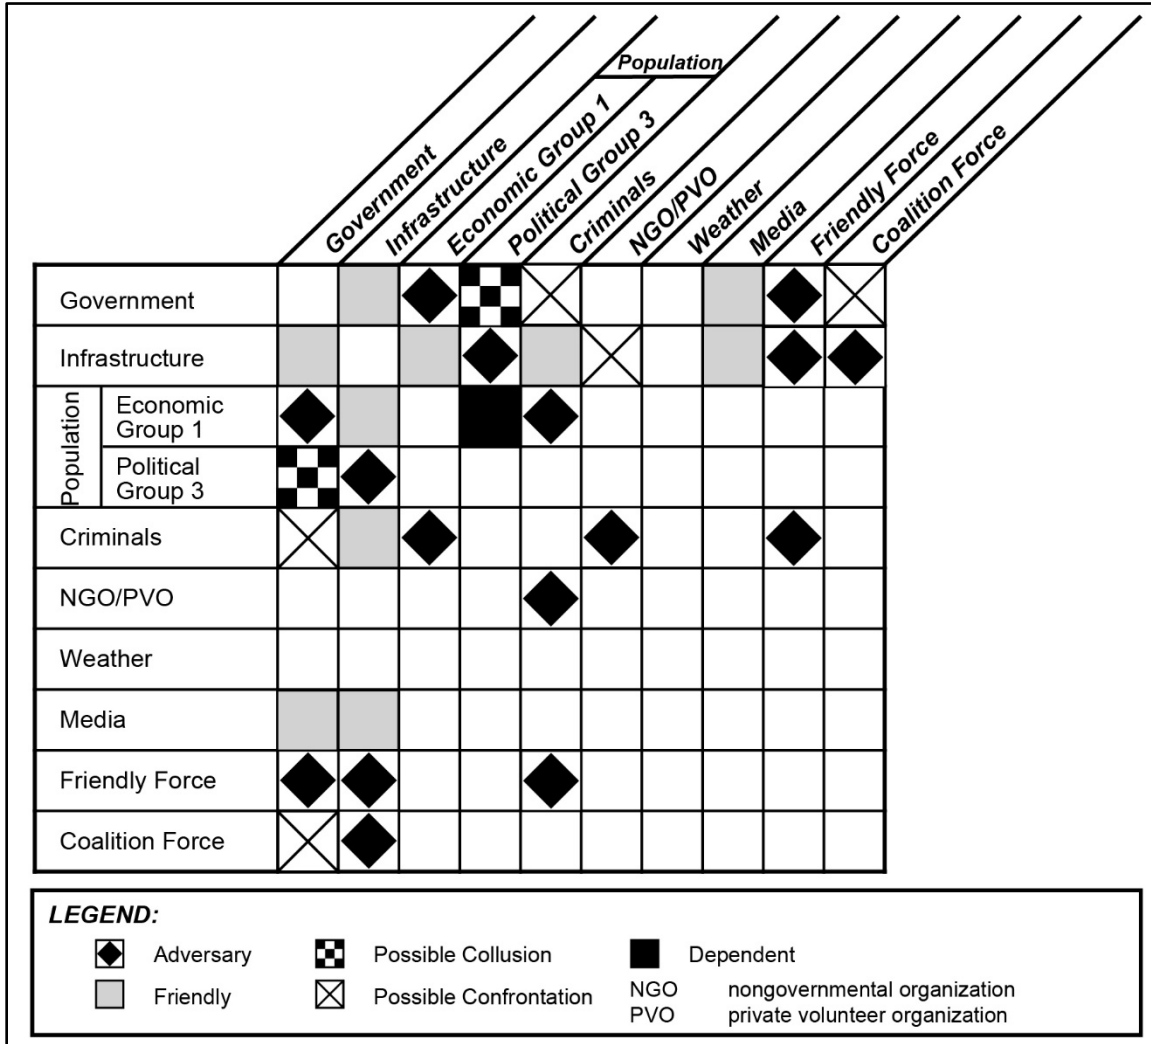 Population
Government
Infrastructure
Economic Group 1
Political Group 3
Criminals
NGO/PVO
Weather
Media
Friendly Force
Coalition Force
Government
Infrastructure
Population
Economic
Group 1
Political
Group 3
Criminals
NGO/PVO
Weather
Media
Friendly Force
Coalition Force
LEGEND:
Adversary
Possible Collusion
Dependent
Friendly
Possible Confrontation
NGO nongovernmental organization
PVO private volunteer organization